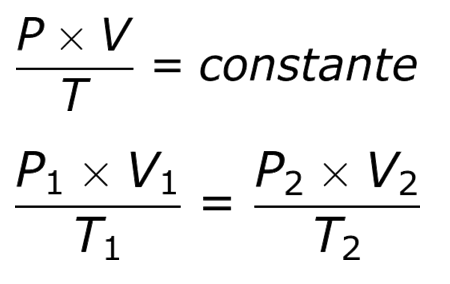 P × V / T = constante
P₁ × V₁ / T₁ = P₂ × V₂ / T₂